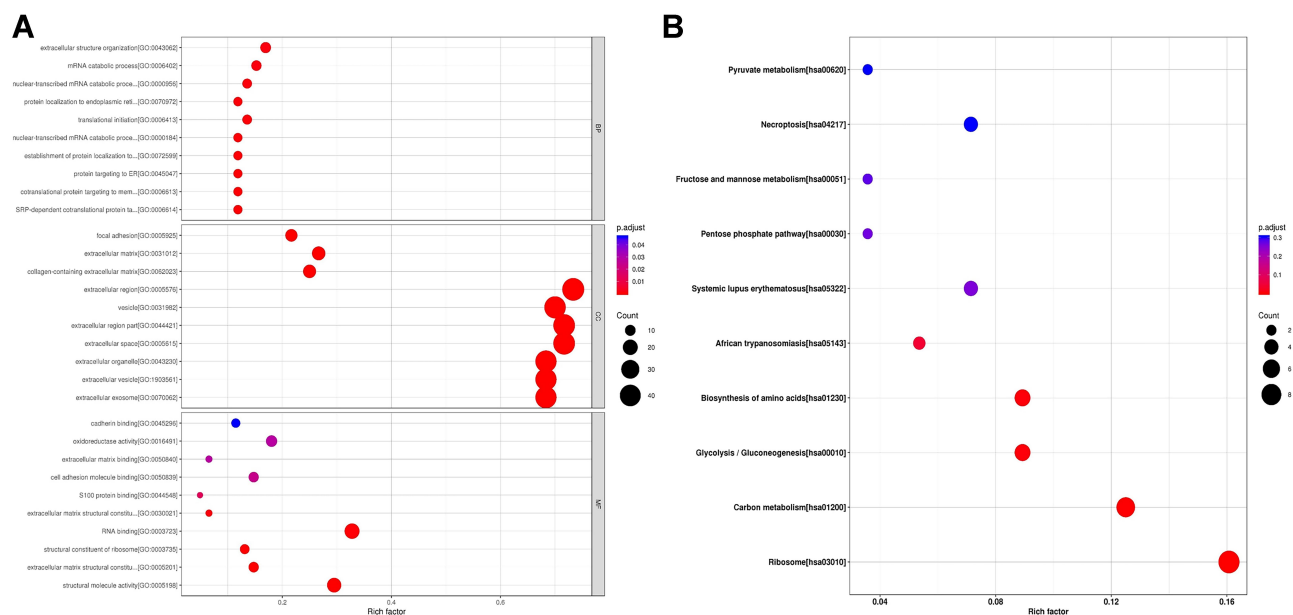 A
extracellular structure organization[GO:0043062]
mRNA catabolic process[GO:0006402]
nuclear-transcribed mRNA catabolic proce...[GO:0000956]
protein localization to endoplasmic reti...[GO:0070972]
translational initiation[GO:0006413]
nuclear-transcribed mRNA catabolic proce...[GO:0000184]
establishment of protein localization to...[GO:0072599]
protein targeting to ER[GO:0045047]
cotranslational protein targeting to mem...[GO:0006613]
SRP-dependent cotranslational protein ta...[GO:0006614]
BP
focal adhesion[GO:0005925]
extracellular matrix[GO:0031012]
collagen-containing extracellular matrix[GO:0062023]
extracellular region[GO:0005576]
vesicle[GO:0031982]
extracellular region part[GO:0044421]
extracellular space[GO:0005615]
extracellular organelle[GO:0043230]
extracellular vesicle[GO:1903561]
extracellular exosome[GO:0070062]
CC
cadherin binding[GO:0045296]
oxidoreductase activity[GO:0016491]
extracellular matrix binding[GO:0050840]
cell adhesion molecule binding[GO:0050839]
S100 protein binding[GO:0044548]
extracellular matrix structural constitu...[GO:0030021]
RNA binding[GO:0003723]
structural constituent of ribosome[GO:0003735]
extracellular matrix structural constitu...[GO:0005201]
structural molecule activity[GO:0005198]
MF
0.2 0.4 0.6
Rich factor
p.adjust
0.04
0.03
0.02
0.01
Count
10
20
30
40
B
Pyruvate metabolism[hsa00620]
Necroptosis[hsa04217]
Fructose and mannose metabolism[hsa00051]
Pentose phosphate pathway[hsa00030]
Systemic lupus erythematosus[hsa05322]
African trypanosomiasis[hsa05143]
Biosynthesis of amino acids[hsa01230]
Glycolysis / Gluconeogenesis[hsa00010]
Carbon metabolism[hsa01200]
Ribosome[hsa03010]
0.04 0.08 0.12 0.16
Rich factor
p.adjust
0.3
0.2
0.1
Count
2
4
6
8